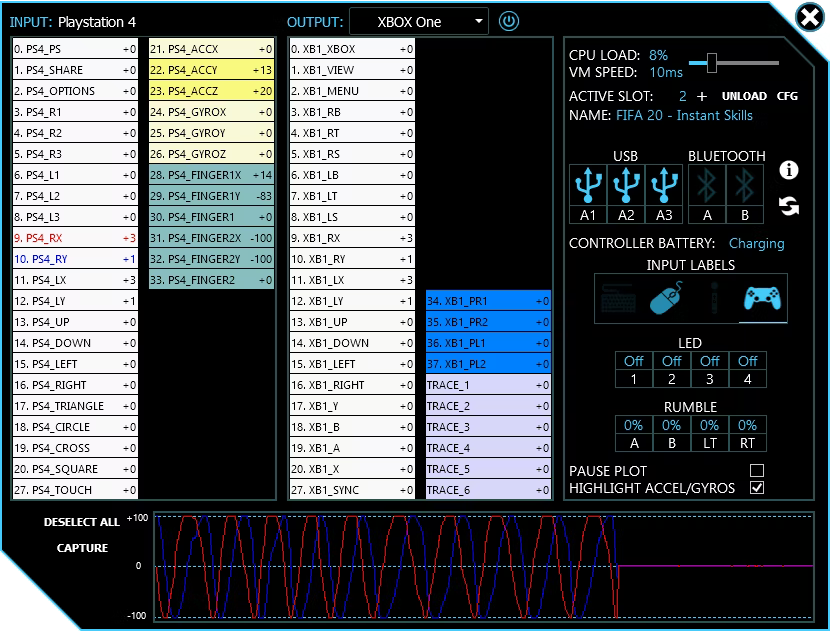 INPUT: Playstation 4
OUTPUT: XBOX One
0. PS4_PS +0
1. PS4_SHARE +0
2. PS4_OPTIONS +0
3. PS4_R1 +0
4. PS4_R2 +0
5. PS4_R3 +0
6. PS4_L1 +0
7. PS4_L2 +0
8. PS4_L3 +0
9. PS4_RX +3
10. PS4_RY +1
11. PS4_LX +3
12. PS4_LY +1
13. PS4_UP +0
14. PS4_DOWN +0
15. PS4_LEFT +0
16. PS4_RIGHT +0
17. PS4_TRIANGLE +0
18. PS4_CIRCLE +0
19. PS4_CROSS +0
20. PS4_SQUARE +0
27. PS4_TOUCH +0
21. PS4_ACCX +0
22. PS4_ACCY +13
23. PS4_ACCZ +20
24. PS4_GYROX +0
25. PS4_GYROY +0
26. PS4_GYROZ +0
28. PS4_FINGER1X +14
29. PS4_FINGER1Y -83
30. PS4_FINGER1 +0
31. PS4_FINGER2X -100
32. PS4_FINGER2Y -100
33. PS4_FINGER2 +0
0. XB1_XBOX +0
1. XB1_VIEW +0
2. XB1_MENU +0
3. XB1_RB +0
4. XB1_RT +0
5. XB1_RS +0
6. XB1_LB +0
7. XB1_LT +0
8. XB1_LS +0
9. XB1_RX +3
10. XB1_RY +1
11. XB1_LX +3
12. XB1_LY +1
13. XB1_UP +0
14. XB1_DOWN +0
15. XB1_LEFT +0
16. XB1_RIGHT +0
17. XB1_Y +0
18. XB1_B +0
19. XB1_A +0
20. XB1_X +0
27. XB1_SYNC +0
34. XB1_PR1 +0
35. XB1_PR2 +0
36. XB1_PL1 +0
37. XB1_PL2 +0
TRACE_1 +0
TRACE_2 +0
TRACE_3 +0
TRACE_4 +0
TRACE_5 +0
TRACE_6 +0
CPU LOAD: 8%
VM SPEED: 10ms
ACTIVE SLOT: 2 + UNLOAD CFG
NAME: FIFA 20 - Instant Skills
USB BLUETOOTH
A1 A2 A3 A B
CONTROLLER BATTERY: Charging
INPUT LABELS
LED
Off Off Off Off
1 2 3 4
RUMBLE
0% 0% 0% 0%
A B LT RT
PAUSE PLOT
HIGHLIGHT ACCEL/GYROS
DESELECT ALL
CAPTURE
+100
0
-100